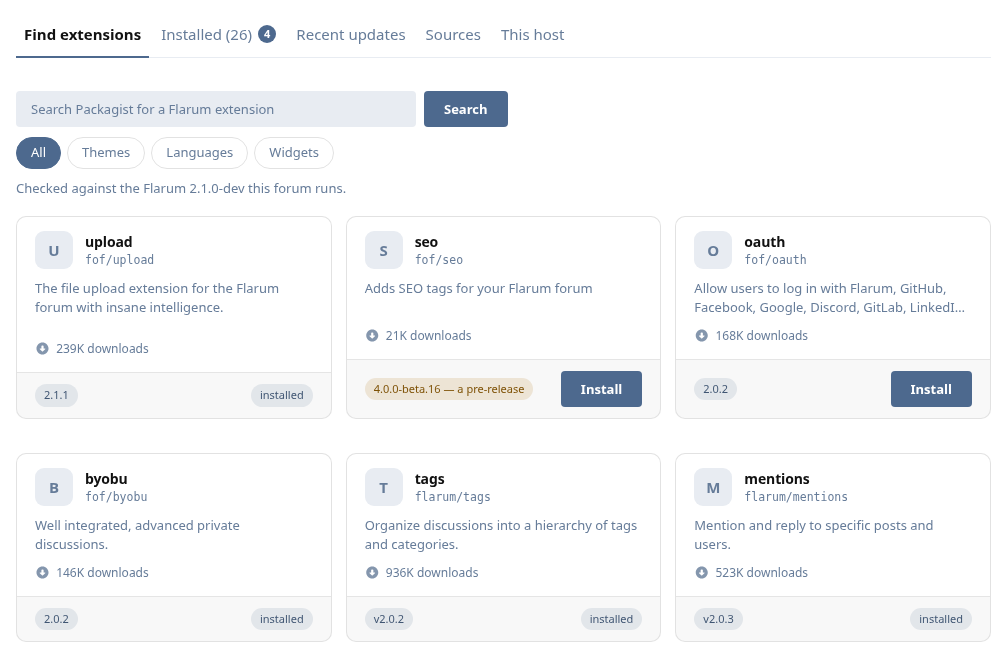 Find extensions Installed (26) 4 Recent updates Sources This host
Search Packagist for a Flarum extension Search
All Themes Languages Widgets
Checked against the Flarum 2.1.0-dev this forum runs.
U upload
fof/upload
The file upload extension for the Flarum
forum with insane intelligence.
239K downloads
2.1.1 installed
S seo
fof/seo
Adds SEO tags for your Flarum forum
21K downloads
4.0.0-beta.16 — a pre-release Install
O oauth
fof/oauth
Allow users to log in with Flarum, GitHub,
Facebook, Google, Discord, GitLab, LinkedI...
168K downloads
2.0.2 Install
B byobu
fof/byobu
Well integrated, advanced private
discussions.
146K downloads
2.0.2 installed
T tags
flarum/tags
Organize discussions into a hierarchy of tags
and categories.
936K downloads
v2.0.2 installed
M mentions
flarum/mentions
Mention and reply to specific posts and
users.
523K downloads
v2.0.3 installed